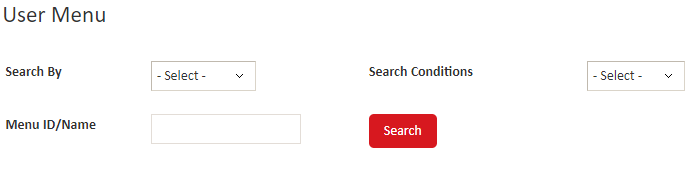 User Menu
Search By - Select - Search Conditions - Select -
Menu ID/Name Search